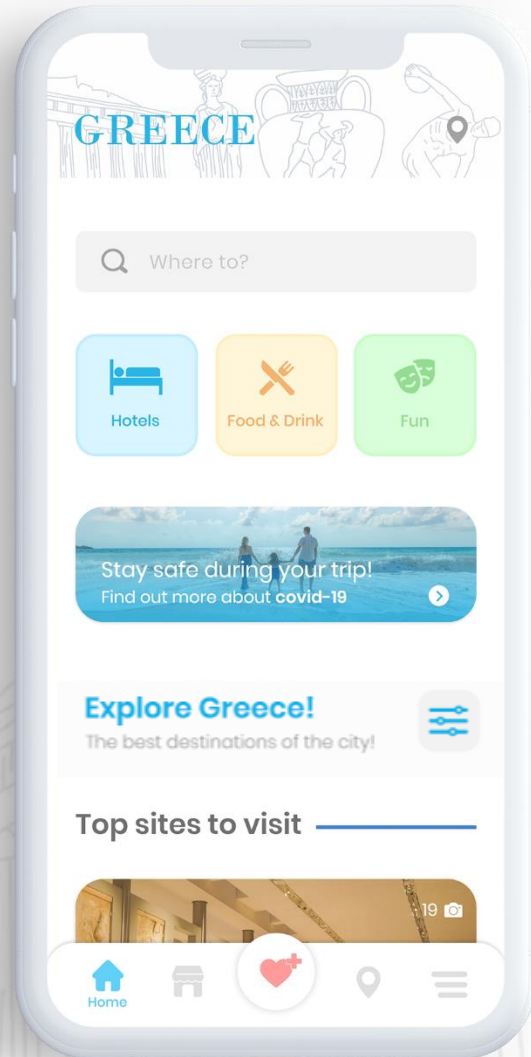 GREECE
Where to?
Hotels
Food & Drink
Fun
Stay safe during your trip!
Find out more about covid-19
Explore Greece!
The best destinations of the city!
Top sites to visit
19
Home